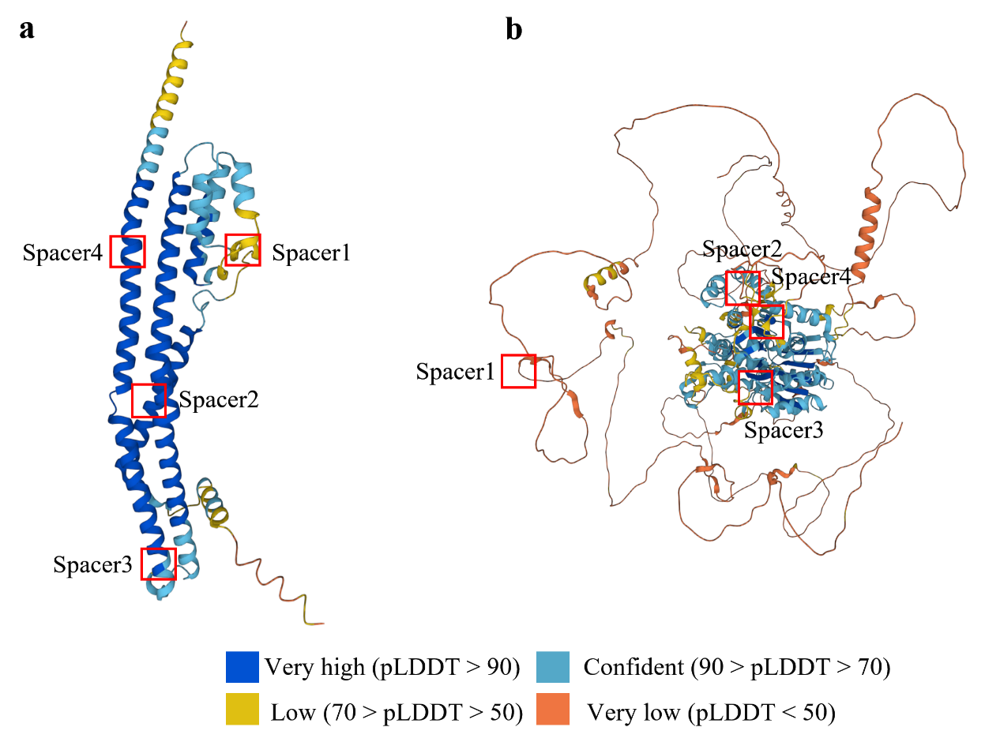 a
b
Spacer2
Spacer4
Spacer4
Spacer1
Spacer1
Spacer2
Spacer3
Spacer3
Very high (pLDDT > 90)
Confident (90 > pLDDT > 70)
Low (70 > pLDDT > 50)
Very low (pLDDT < 50)